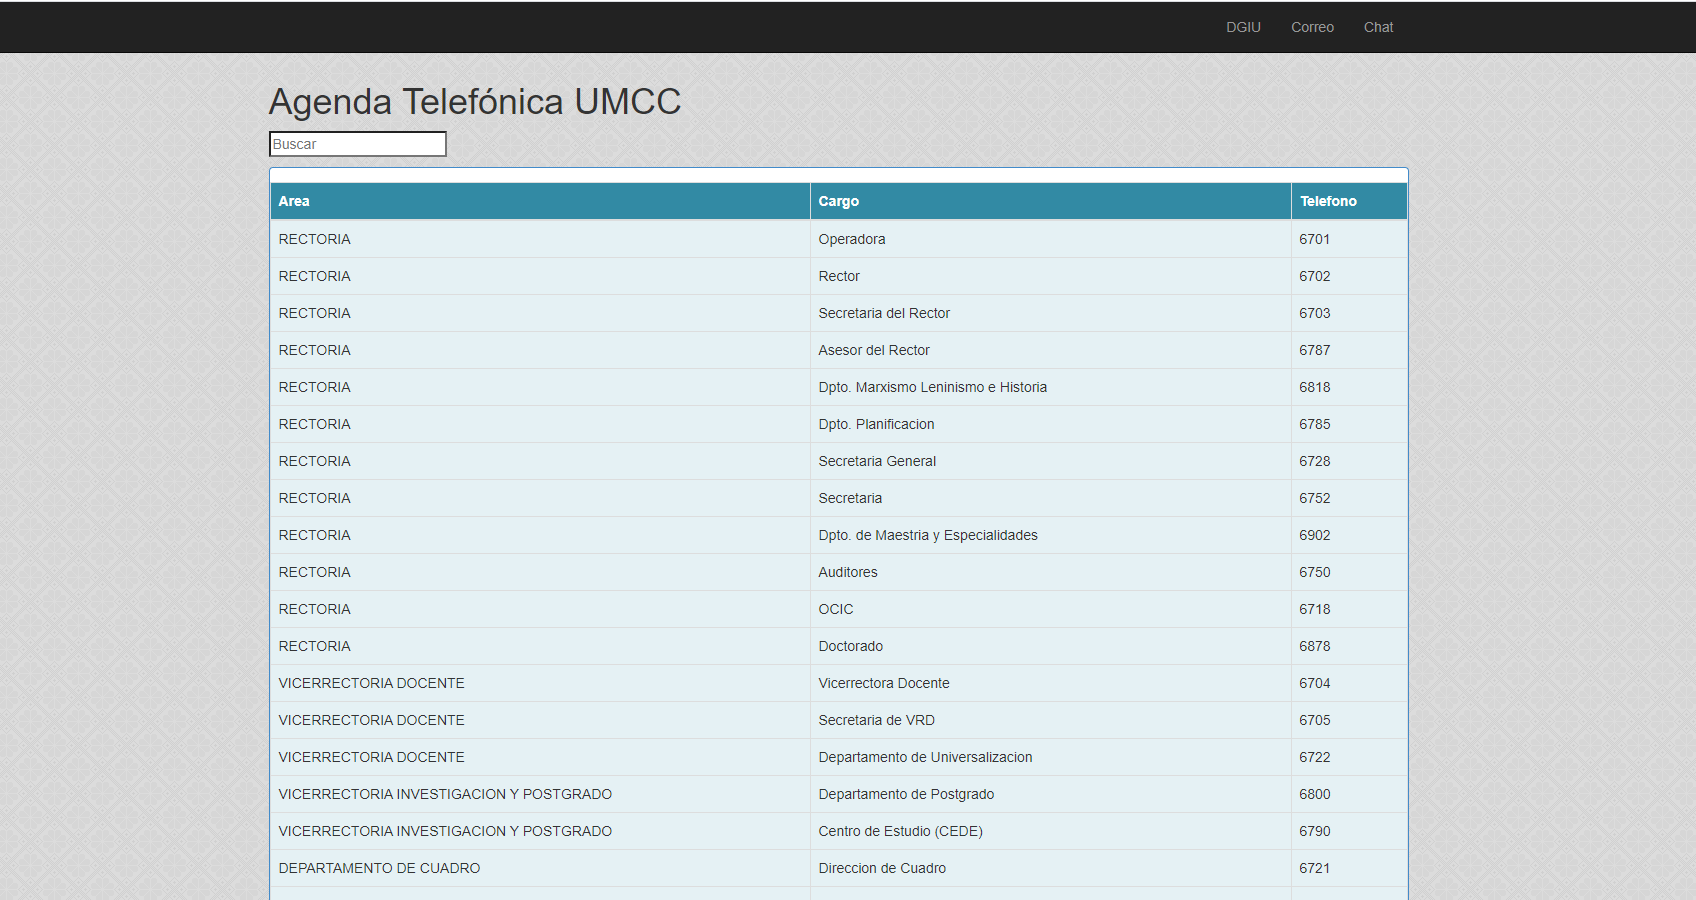 DGIU Correo Chat
Agenda Telefónica UMCC
Buscar
Area Cargo Telefono
RECTORIA Operadora 6701
RECTORIA Rector 6702
RECTORIA Secretaria del Rector 6703
RECTORIA Asesor del Rector 6787
RECTORIA Dpto. Marxismo Leninismo e Historia 6818
RECTORIA Dpto. Planificacion 6785
RECTORIA Secretaria General 6728
RECTORIA Secretaria 6752
RECTORIA Dpto. de Maestria y Especialidades 6902
RECTORIA Auditores 6750
RECTORIA OCIC 6718
RECTORIA Doctorado 6878
VICERRECTORIA DOCENTE Vicerrectora Docente 6704
VICERRECTORIA DOCENTE Secretaria de VRD 6705
VICERRECTORIA DOCENTE Departamento de Universalizacion 6722
VICERRECTORIA INVESTIGACION Y POSTGRADO Departamento de Postgrado 6800
VICERRECTORIA INVESTIGACION Y POSTGRADO Centro de Estudio (CEDE) 6790
DEPARTAMENTO DE CUADRO Direccion de Cuadro 6721